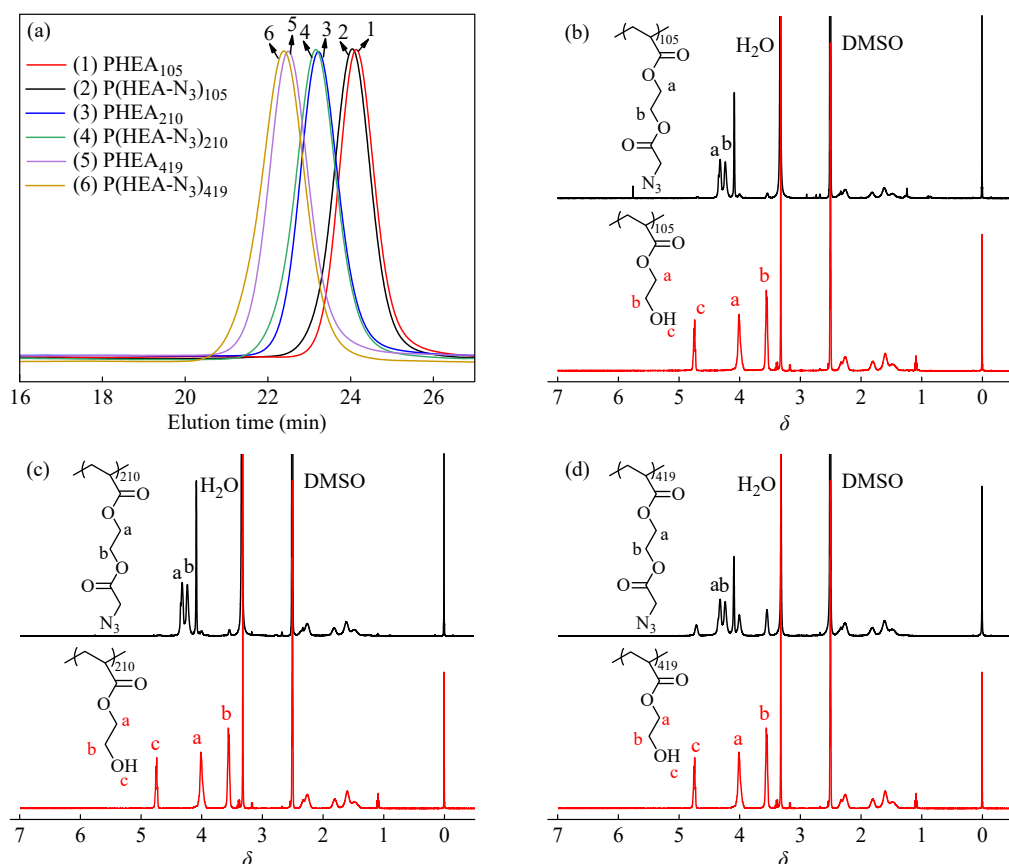 (a)
6 5 4 3 2 1
(1) PHEA₁₀₅
(2) P(HEA-N₃)₁₀₅
(3) PHEA₂₁₀
(4) P(HEA-N₃)₂₁₀
(5) PHEA₄₁₉
(6) P(HEA-N₃)₄₁₉
16 18 20 22 24 26
Elution time (min)
(b)
105
O
O
a
b
O
O
N₃
a b
H₂O
DMSO
105
O
O
a
b
OH
c
c
a
b
7 6 5 4 3 2 1 0
δ
(c)
210
O
O
a
b
O
O
N₃
a b
H₂O
DMSO
210
O
O
a
b
OH
c
c
a
b
7 6 5 4 3 2 1 0
δ
(d)
419
O
O
a
b
O
O
N₃
ab
H₂O
DMSO
419
O
O
a
b
OH
c
c
a
b
7 6 5 4 3 2 1 0
δ